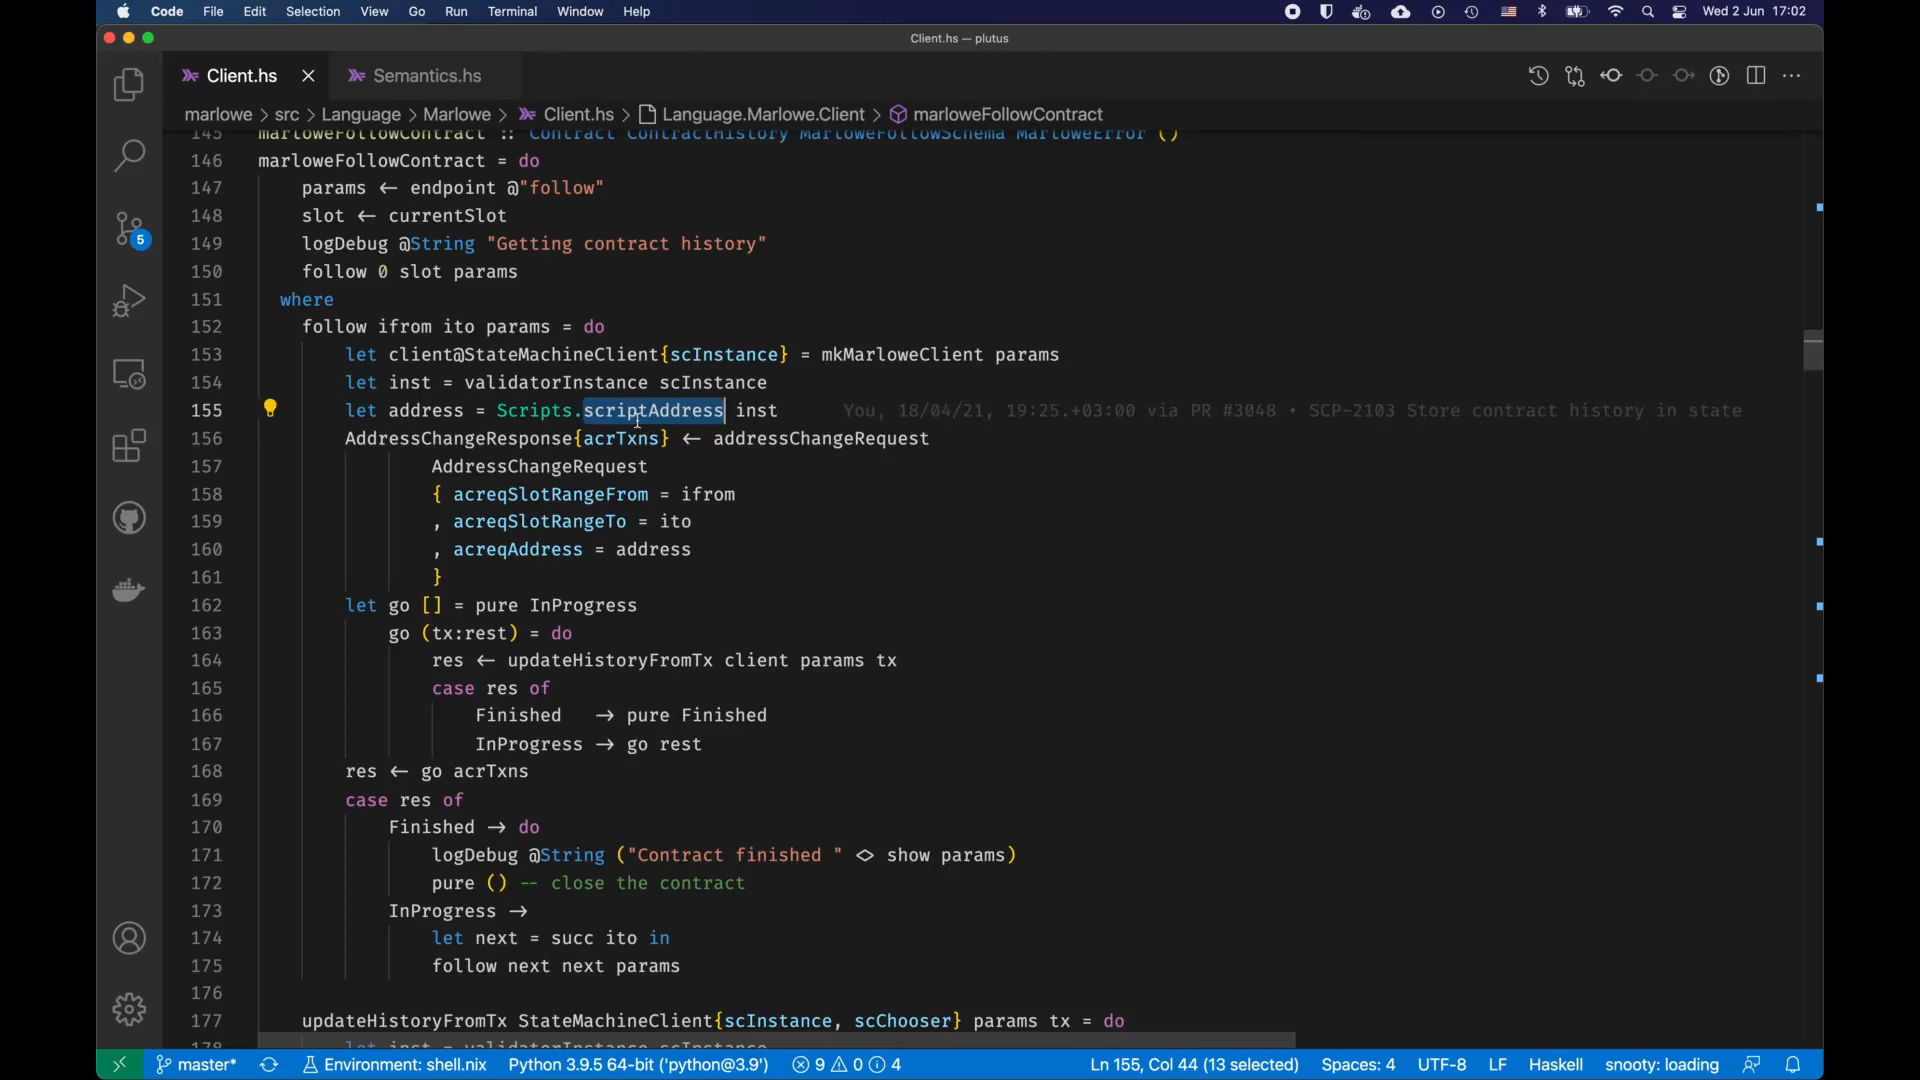 Code File Edit Selection View Go Run Terminal Window Help Wed 2 Jun 17:02
Client.hs — plutus
Client.hs Semantics.hs
marlowe > src > Language > Marlowe > Client.hs > Language.Marlowe.Client > marloweFollowContract
145 marloweFollowContract :: Contract ContractHistory MarloweFollowSchema MarloweError ()
146 marloweFollowContract = do
147 params <- endpoint @"follow"
148 slot <- currentSlot
149 logDebug @String "Getting contract history"
150 follow 0 slot params
151 where
152 follow ifrom ito params = do
153 let client@StateMachineClient{scInstance} = mkMarloweClient params
154 let inst = validatorInstance scInstance
155 let address = Scripts.scriptAddress inst You, 18/04/21, 19:25.+03:00 via PR #3048 • SCP-2103 Store contract history in state
156 AddressChangeResponse{acrTxns} <- addressChangeRequest
157 AddressChangeRequest
158 { acreqSlotRangeFrom = ifrom
159 , acreqSlotRangeTo = ito
160 , acreqAddress = address
161 }
162 let go [] = pure InProgress
163 go (tx:rest) = do
164 res <- updateHistoryFromTx client params tx
165 case res of
166 Finished -> pure Finished
167 InProgress -> go rest
168 res <- go acrTxns
169 case res of
170 Finished -> do
171 logDebug @String ("Contract finished " <> show params)
172 pure () -- close the contract
173 InProgress ->
174 let next = succ ito in
175 follow next next params
176
177 updateHistoryFromTx StateMachineClient{scInstance, scChooser} params tx = do
178 let inst = validatorInstance scInstance
5
master* Environment: shell.nix Python 3.9.5 64-bit ('python@3.9') 9 0 4 Ln 155, Col 44 (13 selected) Spaces: 4 UTF-8 LF Haskell snooty: loading